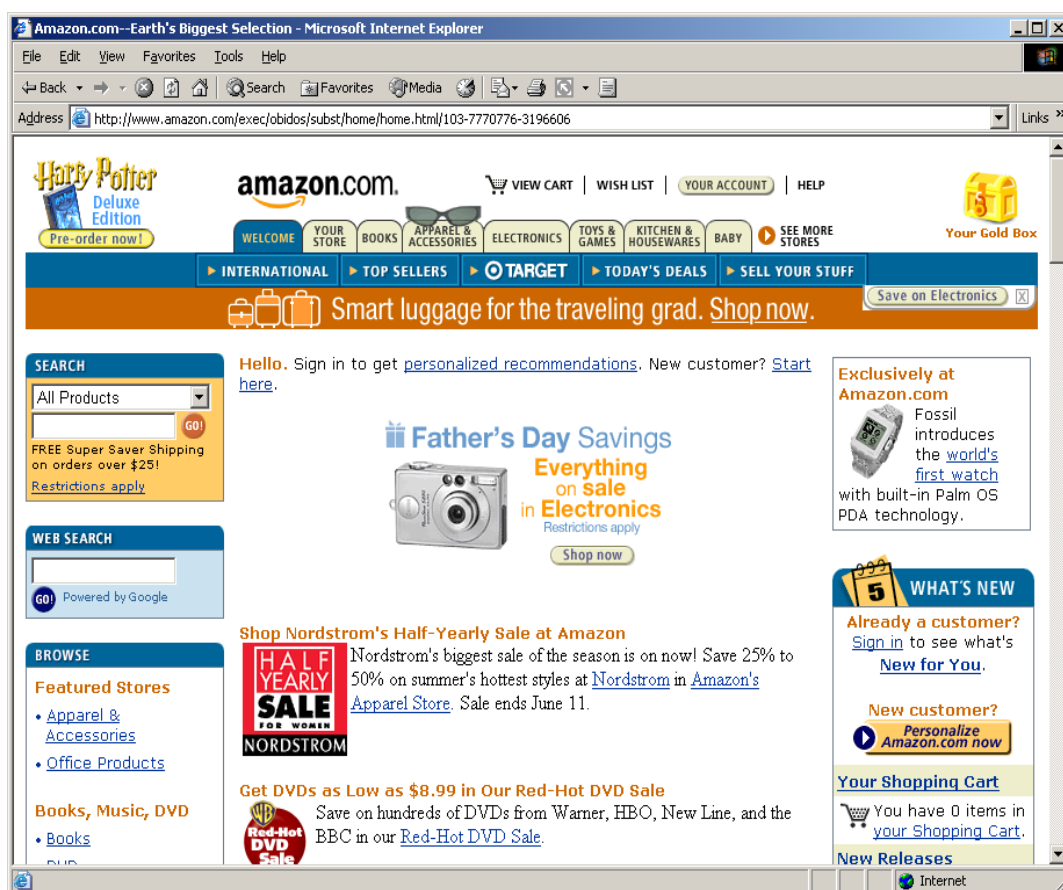 Amazon.com--Earth's Biggest Selection - Microsoft Internet Explorer
File Edit View Favorites Tools Help
Back Search Favorites Media
Address http://www.amazon.com/exec/obidos/subst/home/home.html/103-7770776-3196606 Links »
Harry Potter
Deluxe
Edition
Pre-order now!
amazon.com.
VIEW CART | WISH LIST | YOUR ACCOUNT | HELP
5
Your Gold Box
WELCOME
YOUR
STORE
BOOKS
APPAREL &
ACCESSORIES
ELECTRONICS
TOYS &
GAMES
KITCHEN &
HOUSEWARES
BABY
SEE MORE
STORES
INTERNATIONAL TOP SELLERS TARGET TODAY'S DEALS SELL YOUR STUFF
Smart luggage for the traveling grad. Shop now.
Save on Electronics X
SEARCH
All Products
GO!
FREE Super Saver Shipping
on orders over $25!
Restrictions apply
WEB SEARCH
GO! Powered by Google
BROWSE
Featured Stores
• Apparel &
Accessories
• Office Products
Books, Music, DVD
• Books
• DVD
Hello. Sign in to get personalized recommendations. New customer? Start
here.
Father's Day Savings
Everything
on sale
in Electronics
Restrictions apply
Shop now
Shop Nordstrom's Half-Yearly Sale at Amazon
HALF
YEARLY
SALE
FOR WOMEN
NORDSTROM
Nordstrom's biggest sale of the season is on now! Save 25% to
50% on summer's hottest styles at Nordstrom in Amazon's
Apparel Store. Sale ends June 11.
Get DVDs as Low as $8.99 in Our Red-Hot DVD Sale
WB
Red-Hot
DVD
Sale
Save on hundreds of DVDs from Warner, HBO, New Line, and the
BBC in our Red-Hot DVD Sale.
Exclusively at
Amazon.com
Fossil
introduces
the world's
first watch
with built-in Palm OS
PDA technology.
5
WHAT'S NEW
Already a customer?
Sign in to see what's
New for You.
New customer?
Personalize
Amazon.com now
Your Shopping Cart
You have 0 items in
your Shopping Cart.
New Releases
Internet